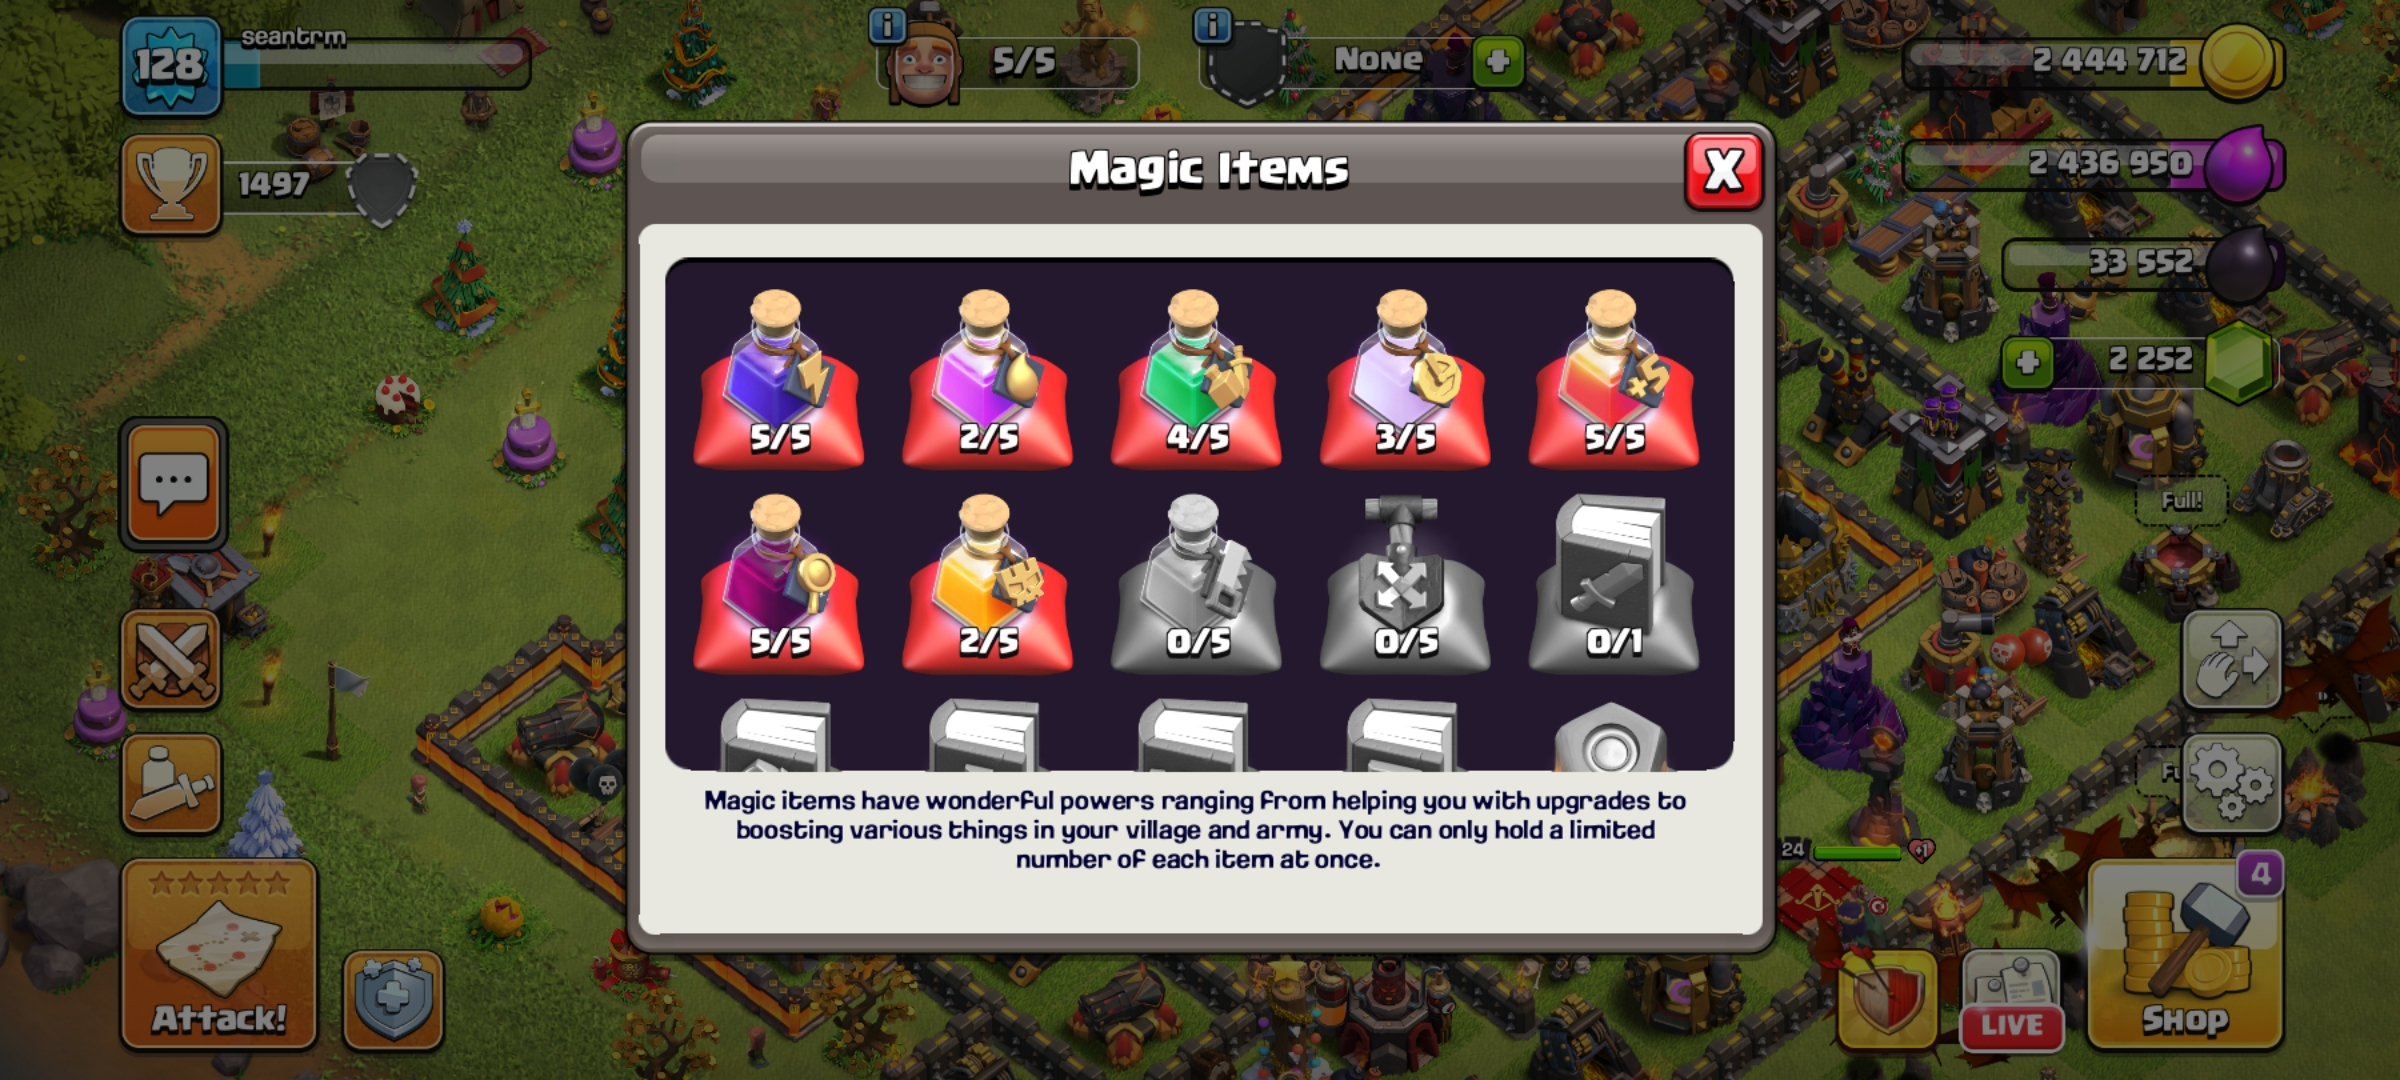 128
seantrm
5/5
None
2 444 712
1497
2 436 950
33 552
2 252
Magic Items
X
5/5
2/5
4/5
x5
3/5
5/5
5/5
2/5
0/5
0/5
0/1
Magic items have wonderful powers ranging from helping you with upgrades to
boosting various things in your village and army. You can only hold a limited
number of each item at once.
Full!
24
+1
4
Attack!
LIVE
Shop